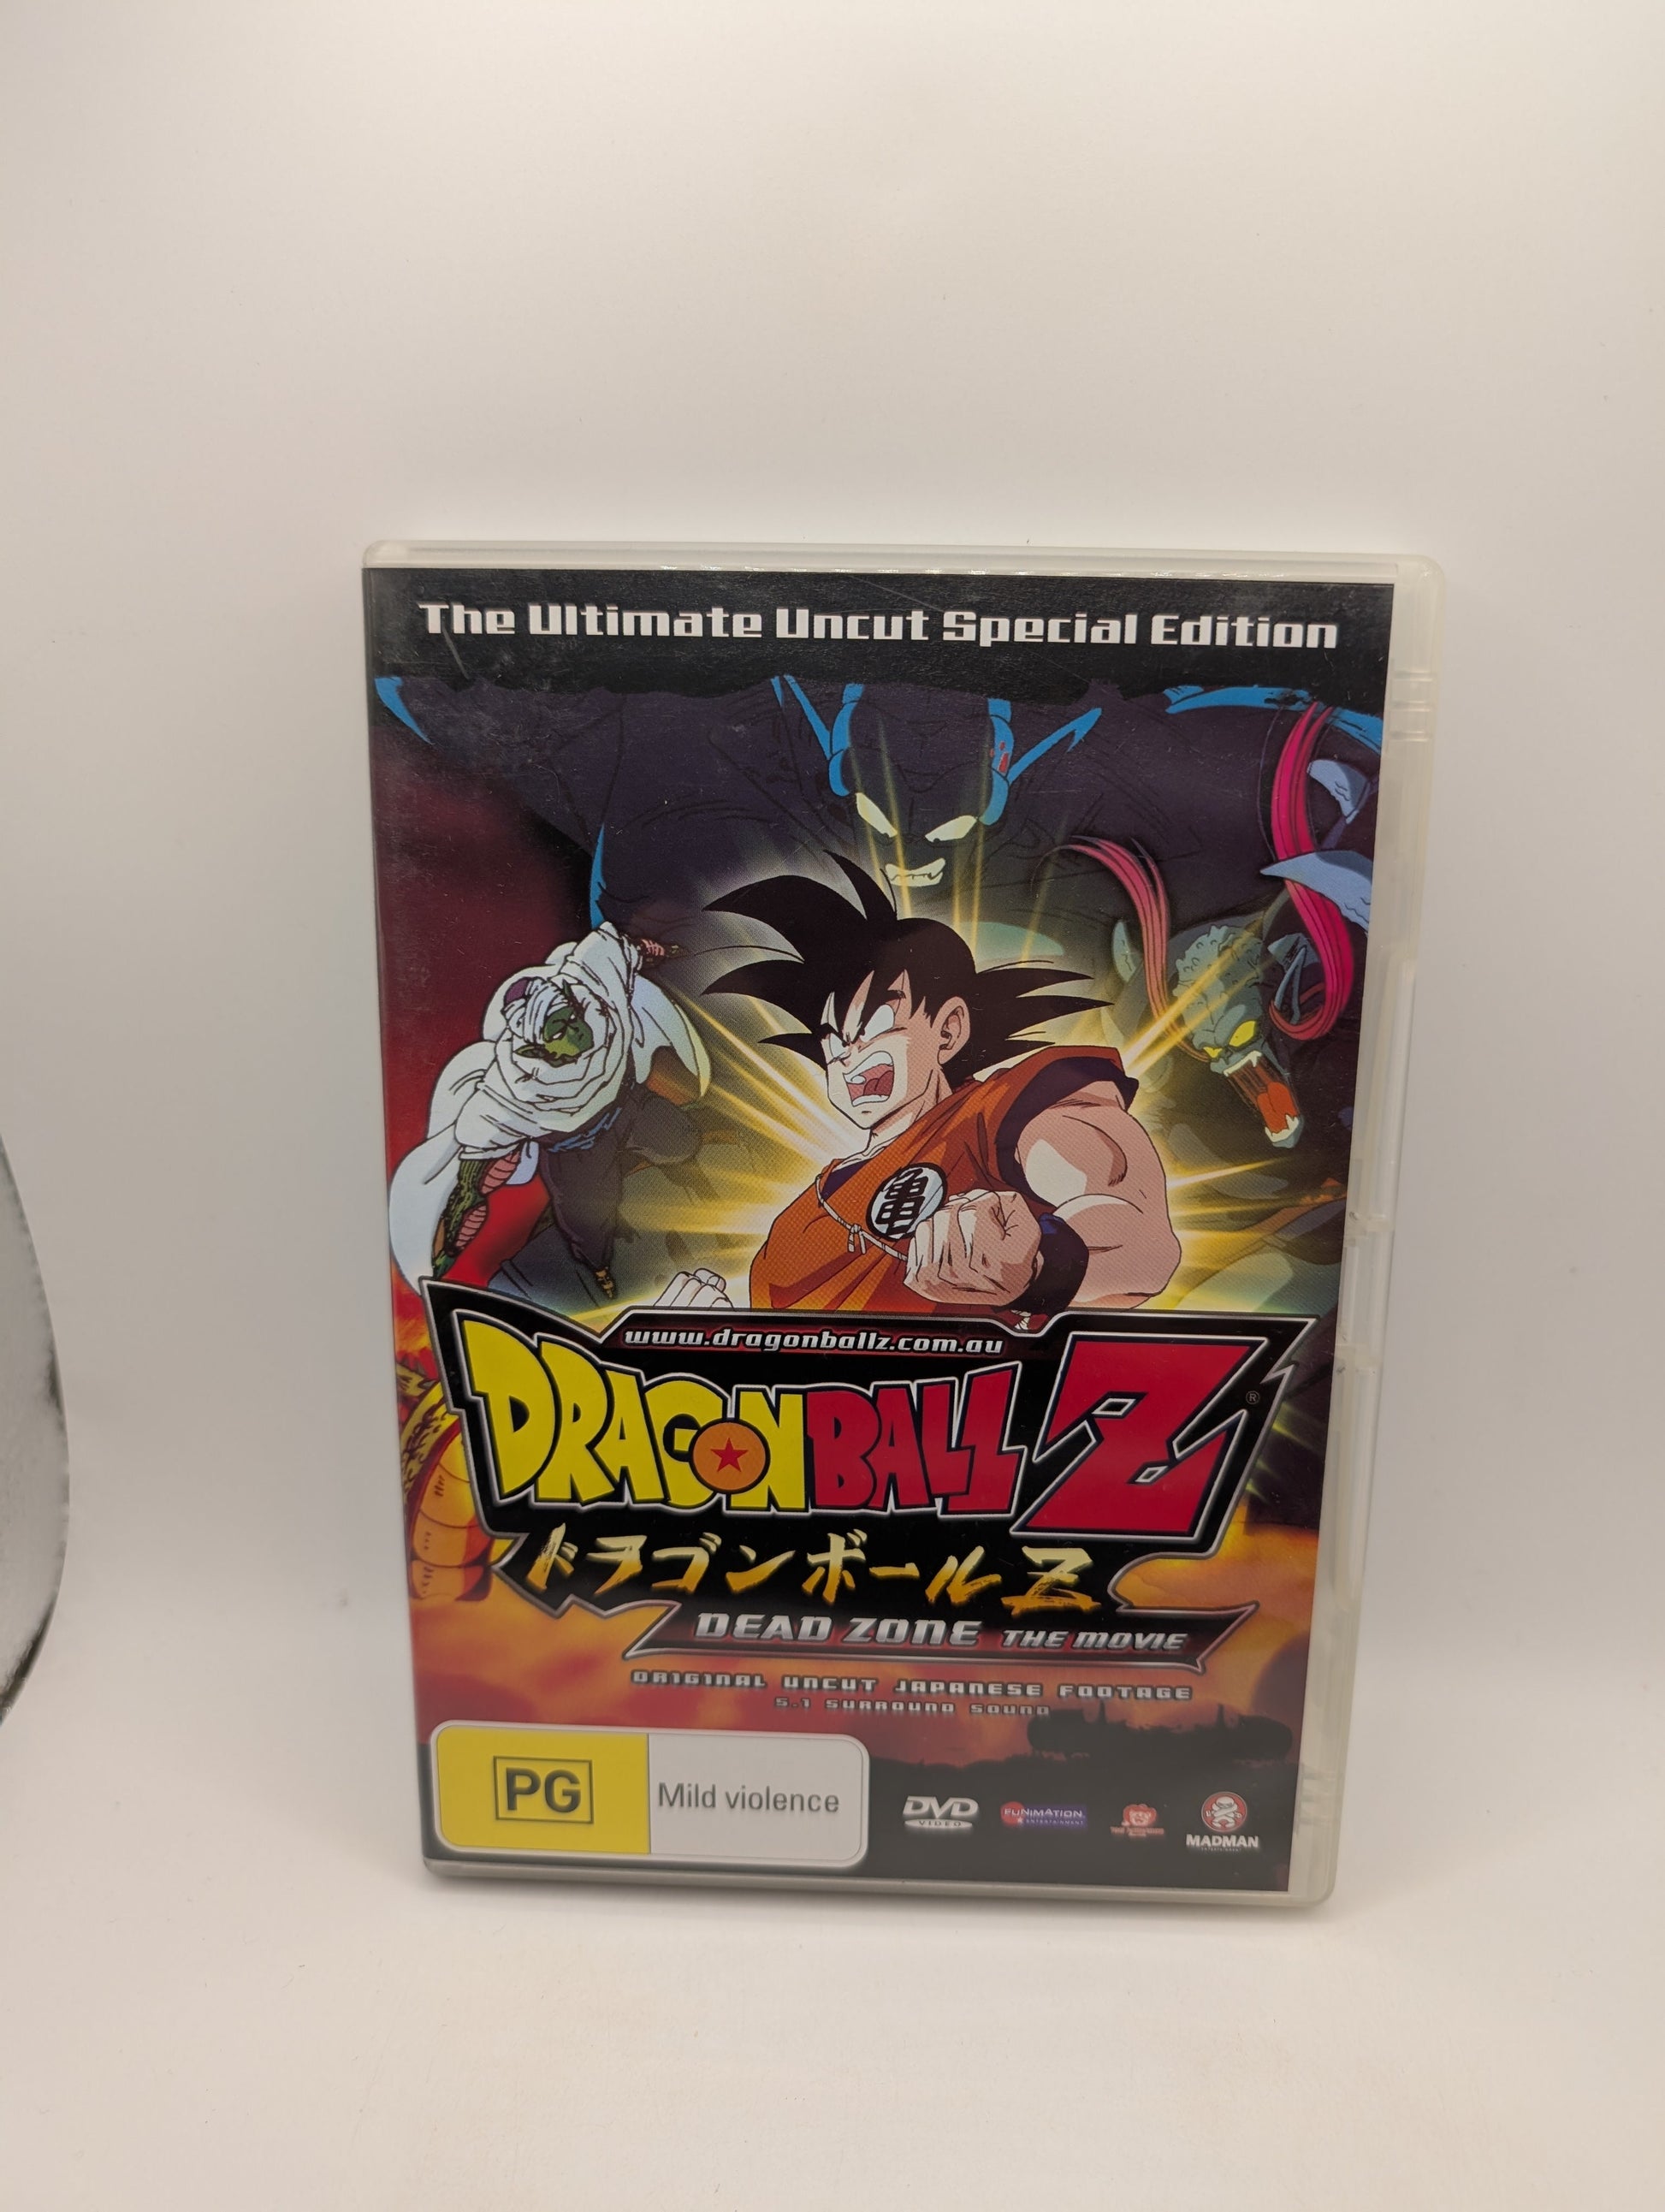 The Ultimate Uncut Special Edition
亀
www.dragonballz.com.au
DRAGONBALL Z ®
ドラゴンボールZ
DEAD ZONE THE MOVIE
ORIGINAL UNCUT JAPANESE FOOTAGE
5.1 SURROUND SOUND
PG Mild violence
DVD
VIDEO
FUNIMATION
ENTERTAINMENT
MADMAN
ENTERTAINMENT